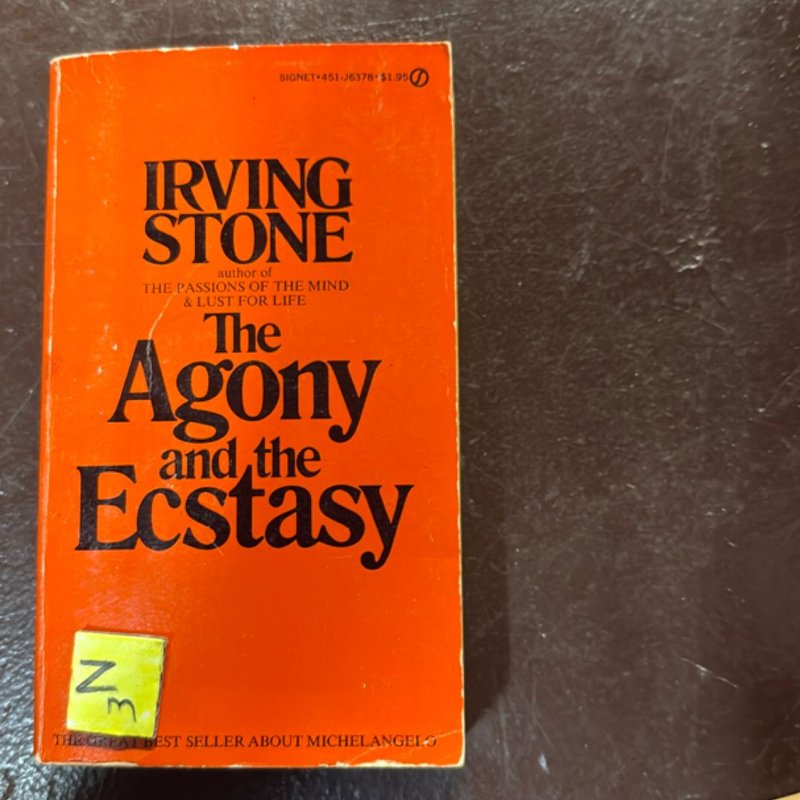 SIGNET•451-J6378•$1.95
IRVING
STONE
author of
THE PASSIONS OF THE MIND
& LUST FOR LIFE
The
Agony
and the
Ecstasy
N
3
THE GREAT BEST SELLER ABOUT MICHELANGELO